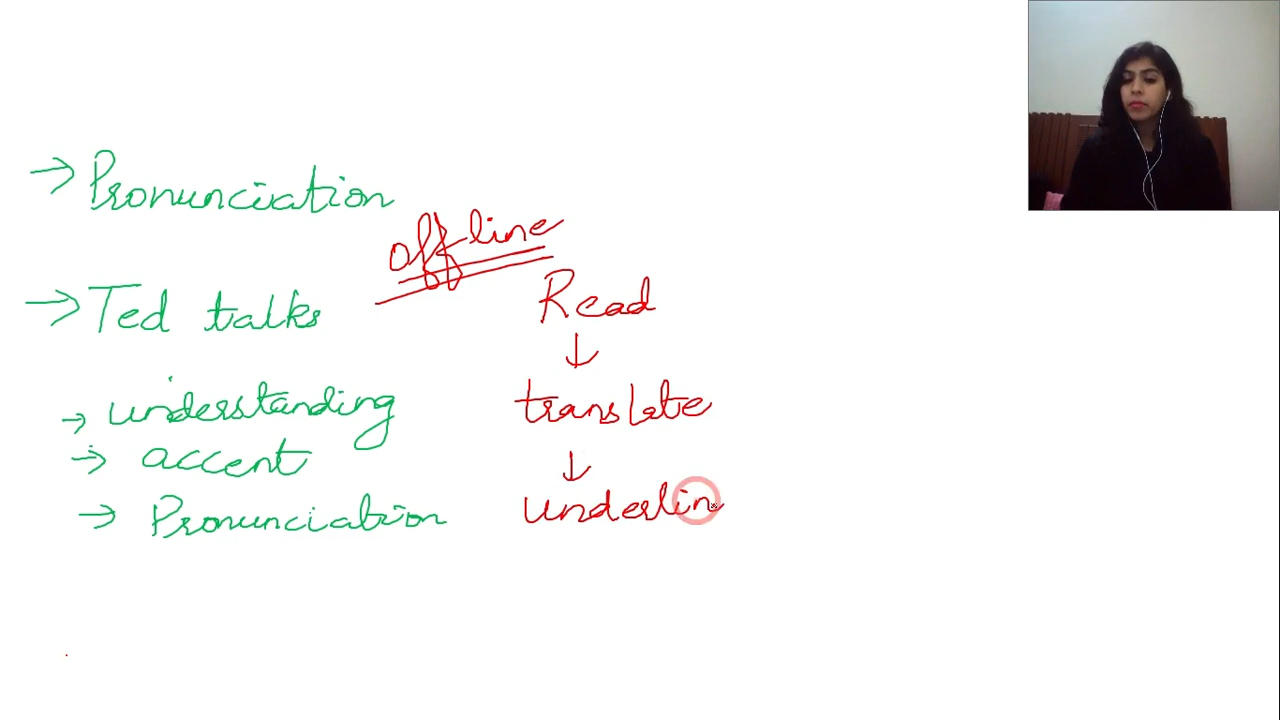 → Pronunciation
offline
→ Ted talks
→ understanding
→ accent
→ Pronunciation
Read
↓
translate
↓
underlin